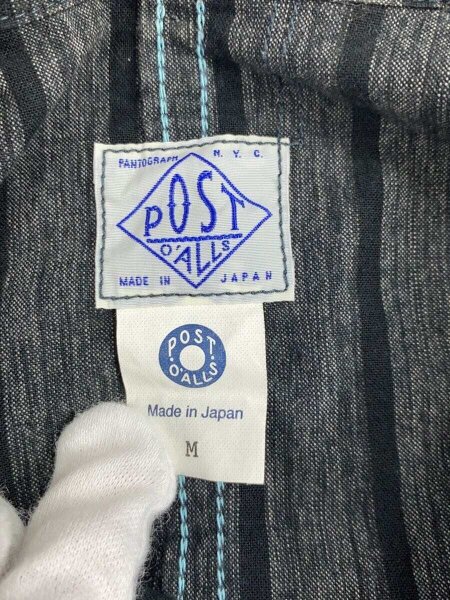 PANTOGRAPH N.Y.C.
POST
O'ALLS
MADE IN JAPAN
POST
O'ALLS
Made in Japan
M